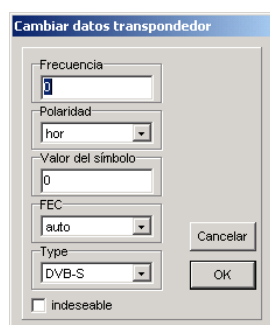 Cambiar datos transpondedor
Frecuencia
0
Polaridad
hor
Valor del símbolo
0
FEC
auto
Cancelar
Type
DVB-S
OK
indeseable